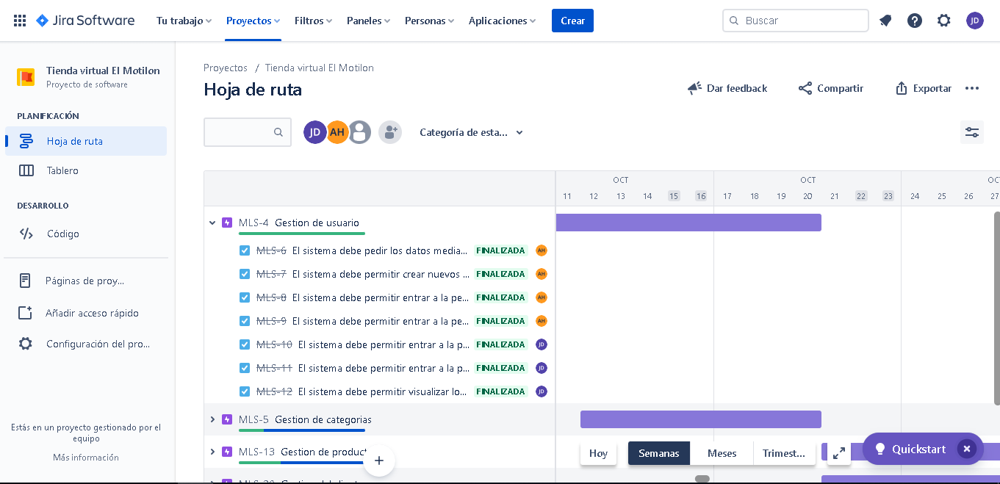 Jira Software Tu trabajo Proyectos Filtros Paneles Personas Aplicaciones Crear Buscar JD
Tienda virtual El Motilon
Proyecto de software
PLANIFICACIÓN
Hoja de ruta
Tablero
DESARROLLO
Código
Páginas de proy...
Añadir acceso rápido
Configuración del pro...
Estás en un proyecto gestionado por el
equipo
Más información
Proyectos / Tienda virtual El Motilon
Hoja de ruta
Dar feedback Compartir Exportar
JD AH Categoría de esta...
OCT OCT OCT
11 12 13 14 15 16 17 18 19 20 21 22 23 24 25 26 27
MLS-4 Gestion de usuario
MLS-6 El sistema debe pedir los datos media... FINALIZADA AH
MLS-7 El sistema debe permitir crear nuevos ... FINALIZADA AH
MLS-8 El sistema debe permitir entrar a la pe... FINALIZADA AH
MLS-9 El sistema debe permitir entrar a la pe... FINALIZADA AH
MLS-10 El sistema debe permitir entrar a la p... FINALIZADA JD
MLS-11 El sistema debe permitir entrar a la p... FINALIZADA JD
MLS-12 El sistema debe permitir visualizar lo... FINALIZADA JD
MLS-5 Gestion de categorias
MLS-13 Gestion de product
Hoy Semanas Meses Trimest... Quickstart